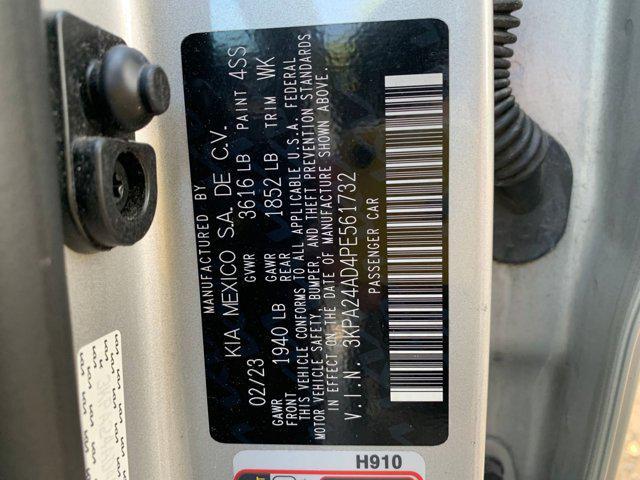 MANUFACTURED BY
KIA MEXICO S.A. DE C.V.
02/23 GVWR 3616 LB PAINT 4SS
GAWR FRONT 1940 LB GAWR REAR 1852 LB TRIM WK
THIS VEHICLE CONFORMS TO ALL APPLICABLE U.S.A. FEDERAL
MOTOR VEHICLE SAFETY, BUMPER, AND THEFT PREVENTION STANDARDS
IN EFFECT ON THE DATE OF MANUFACTURE SHOWN ABOVE.
V.I.N 3KPA24AD4PE561732
PASSENGER CAR
H910